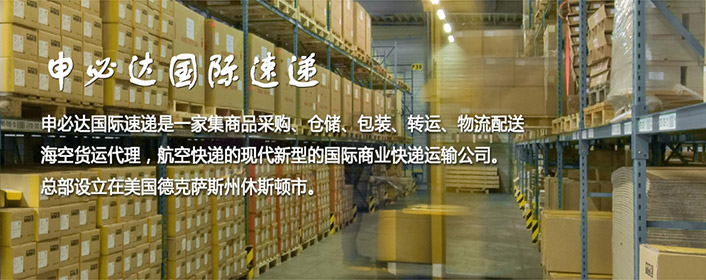 申必达国际速递
申必达国际速递是一家集商品采购、仓储、包装、转运、物流配送
海空货运代理，航空快递的现代新型的国际商业快递运输公司。
总部设立在美国德克萨斯州休斯顿市。